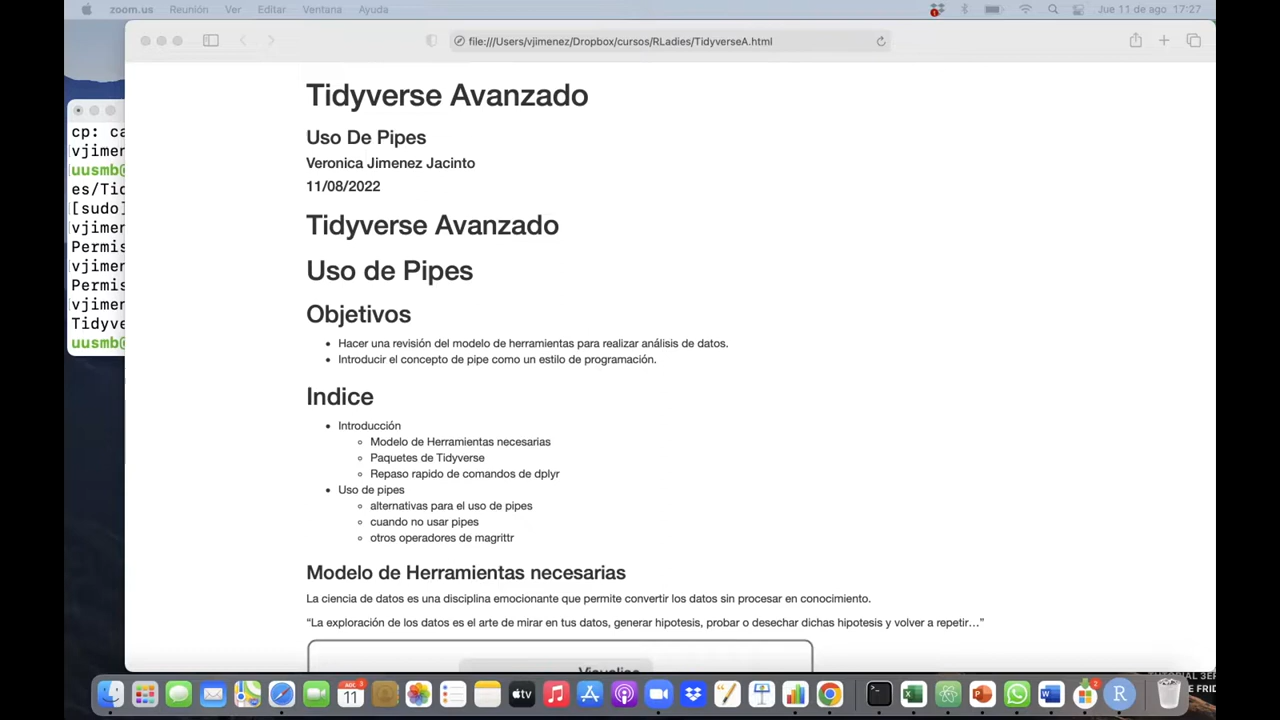 zoom.us Reunión Ver Editar Ventana Ayuda Jue 11 de ago 17:27
file:///Users/vjimenez/Dropbox/cursos/RLadies/TidyverseA.html
cp: ca
vjimen
uusmb@
es/Tid
[sudo]
vjimen
Permis
vjimen
Permis
vjimen
Tidyve
uusmb@
Tidyverse Avanzado
Uso De Pipes
Veronica Jimenez Jacinto
11/08/2022
Tidyverse Avanzado
Uso de Pipes
Objetivos
Hacer una revisión del modelo de herramientas para realizar análisis de datos.
Introducir el concepto de pipe como un estilo de programación.
Indice
Introducción
Modelo de Herramientas necesarias
Paquetes de Tidyverse
Repaso rapido de comandos de dplyr
Uso de pipes
alternativas para el uso de pipes
cuando no usar pipes
otros operadores de magrittr
Modelo de Herramientas necesarias
La ciencia de datos es una disciplina emocionante que permite convertir los datos sin procesar en conocimiento.
“La exploración de los datos es el arte de mirar en tus datos, generar hipotesis, probar o desechar dichas hipotesis y volver a repetir…”